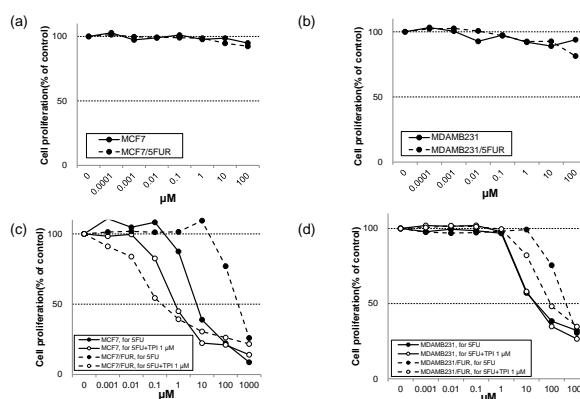 (a)
Cell proliferation(% of control)
100
50
0
MCF7
MCF7/5FUR
0 0.0001 0.001 0.01 0.1 1 10 100
µM
(b)
Cell proliferation(% of control)
100
50
0
MDAMB231
MDAMB231/5FUR
0 0.0001 0.001 0.01 0.1 1 10 100
µM
(c)
Cell proliferation(% of control)
100
50
0
MCF7, for 5FU
MCF7, for 5FU+TPI 1 µM
MCF7/FUR, for 5FU
MCF7/FUR, for 5FU+TPI 1 µM
0 0.001 0.01 0.1 1 10 100 1000
µM
(d)
Cell proliferation(% of control)
100
50
0
MDAMB231, for 5FU
MDAMB231, for 5FU+TPI 1 µM
MDAMB231/FUR, for 5FU
MDAMB231/FUR, for 5FU+TPI 1 µM
0 0.001 0.01 0.1 1 10 100 1000
µM